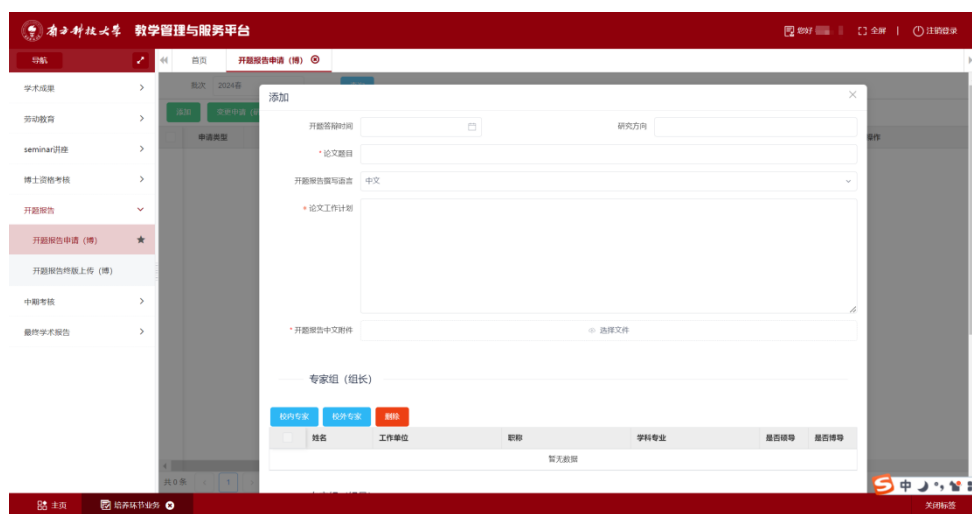 南方科技大学 教学管理与服务平台 您好 全屏 | 注销登录
导航 首页 开题报告申请（博）
学术成果
劳动教育
seminar讲座
博士资格考核
开题报告
开题报告申请（博）
开题报告终版上传（博）
中期考核
最终学术报告
批次 2024春
添加
申请类型 操作
添加
开题答辩时间 研究方向
*论文题目
开题报告撰写语言 中文
*论文工作计划
*开题报告中文附件 选择文件
专家组（组长）
校内专家 校外专家 删除
姓名 工作单位 职称 学科专业 是否硕导 是否博导
暂无数据
共 0 条 1
中
主页 培养环节业务 关闭标签